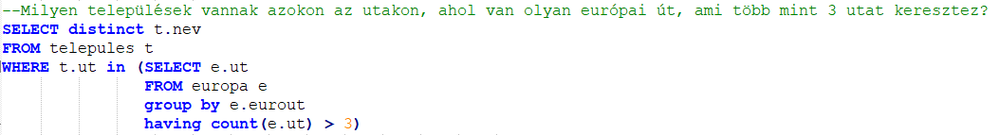 --Milyen települések vannak azokon az utakon, ahol van olyan európai út, ami több mint 3 utat keresztez?
SELECT distinct t.nev
FROM telepules t
WHERE t.ut in (SELECT e.ut
FROM europa e
group by e.eurout
having count(e.ut) > 3)